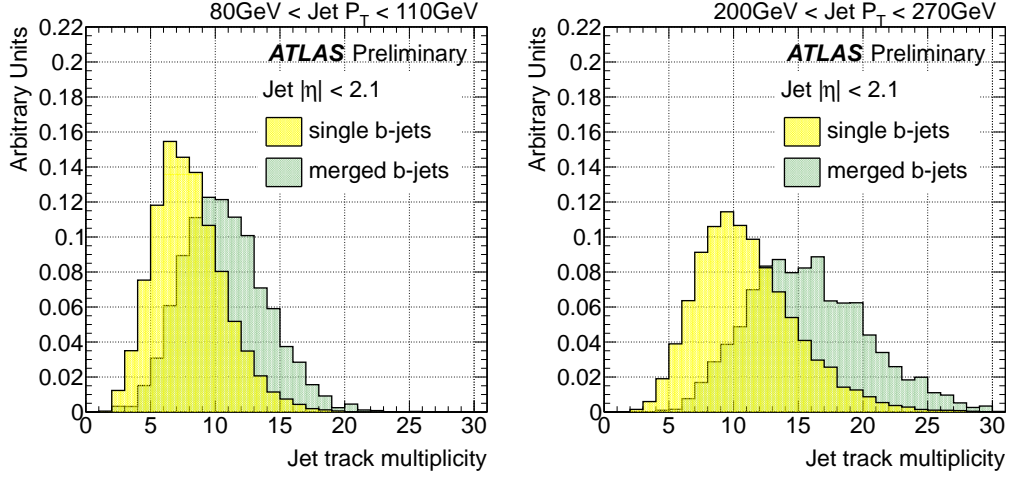 80GeV < Jet P_T < 110GeV
Arbitrary Units
0.22
0.2
0.18
0.16
0.14
0.12
0.1
0.08
0.06
0.04
0.02
0
ATLAS Preliminary
Jet |η| < 2.1
single b-jets
merged b-jets
0 5 10 15 20 25 30
Jet track multiplicity
200GeV < Jet P_T < 270GeV
Arbitrary Units
0.22
0.2
0.18
0.16
0.14
0.12
0.1
0.08
0.06
0.04
0.02
0
ATLAS Preliminary
Jet |η| < 2.1
single b-jets
merged b-jets
0 5 10 15 20 25 30
Jet track multiplicity